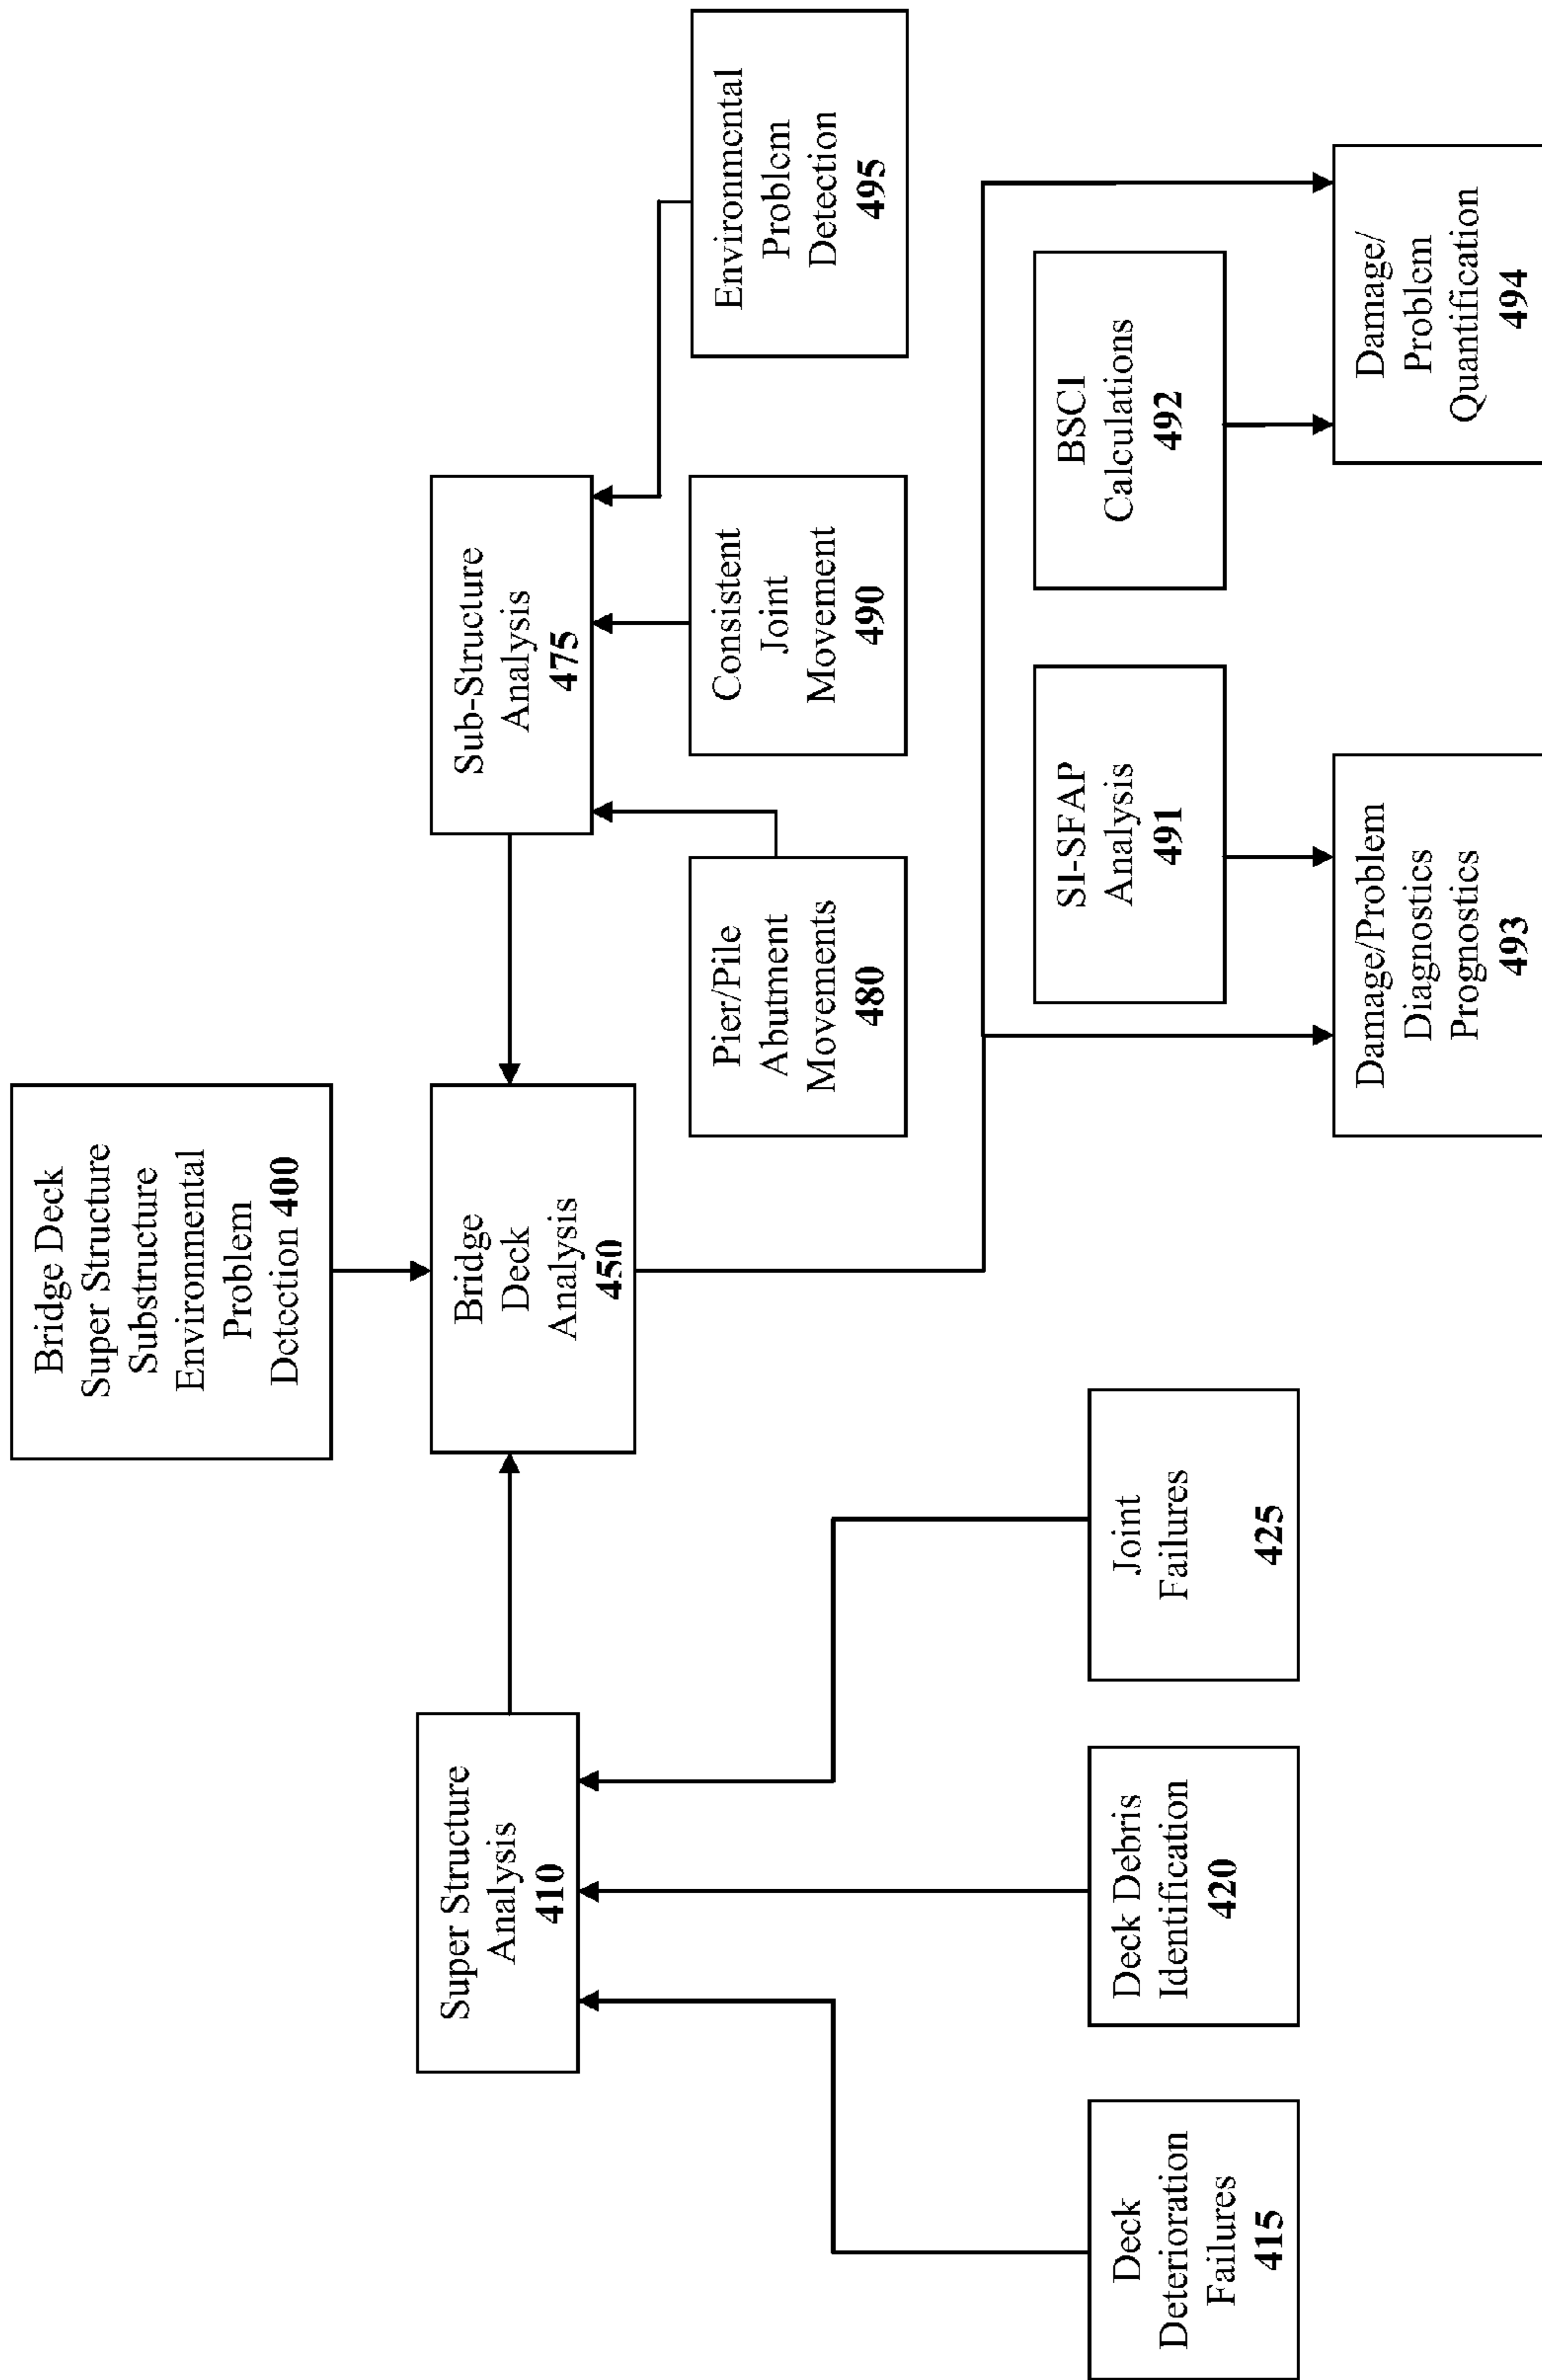 Bridge Deck
Super Structure
Substructure
Environmental
Problem
Detection 400
Super Structure
Analysis
410
Bridge
Deck
Analysis
450
Sub-Structure
Analysis
475
Pier/Pile
Abutment
Movements
480
Consistent
Joint
Movement
490
Environmental
Problem
Detection
495
Deck
Deterioration
Failures
415
Deck Debris
Identification
420
Joint
Failures
425
SI-SFAP
Analysis
491
BSCI
Calculations
492
Damage/Problem
Diagnostics
Prognostics
493
Damage/
Problem
Quantification
494